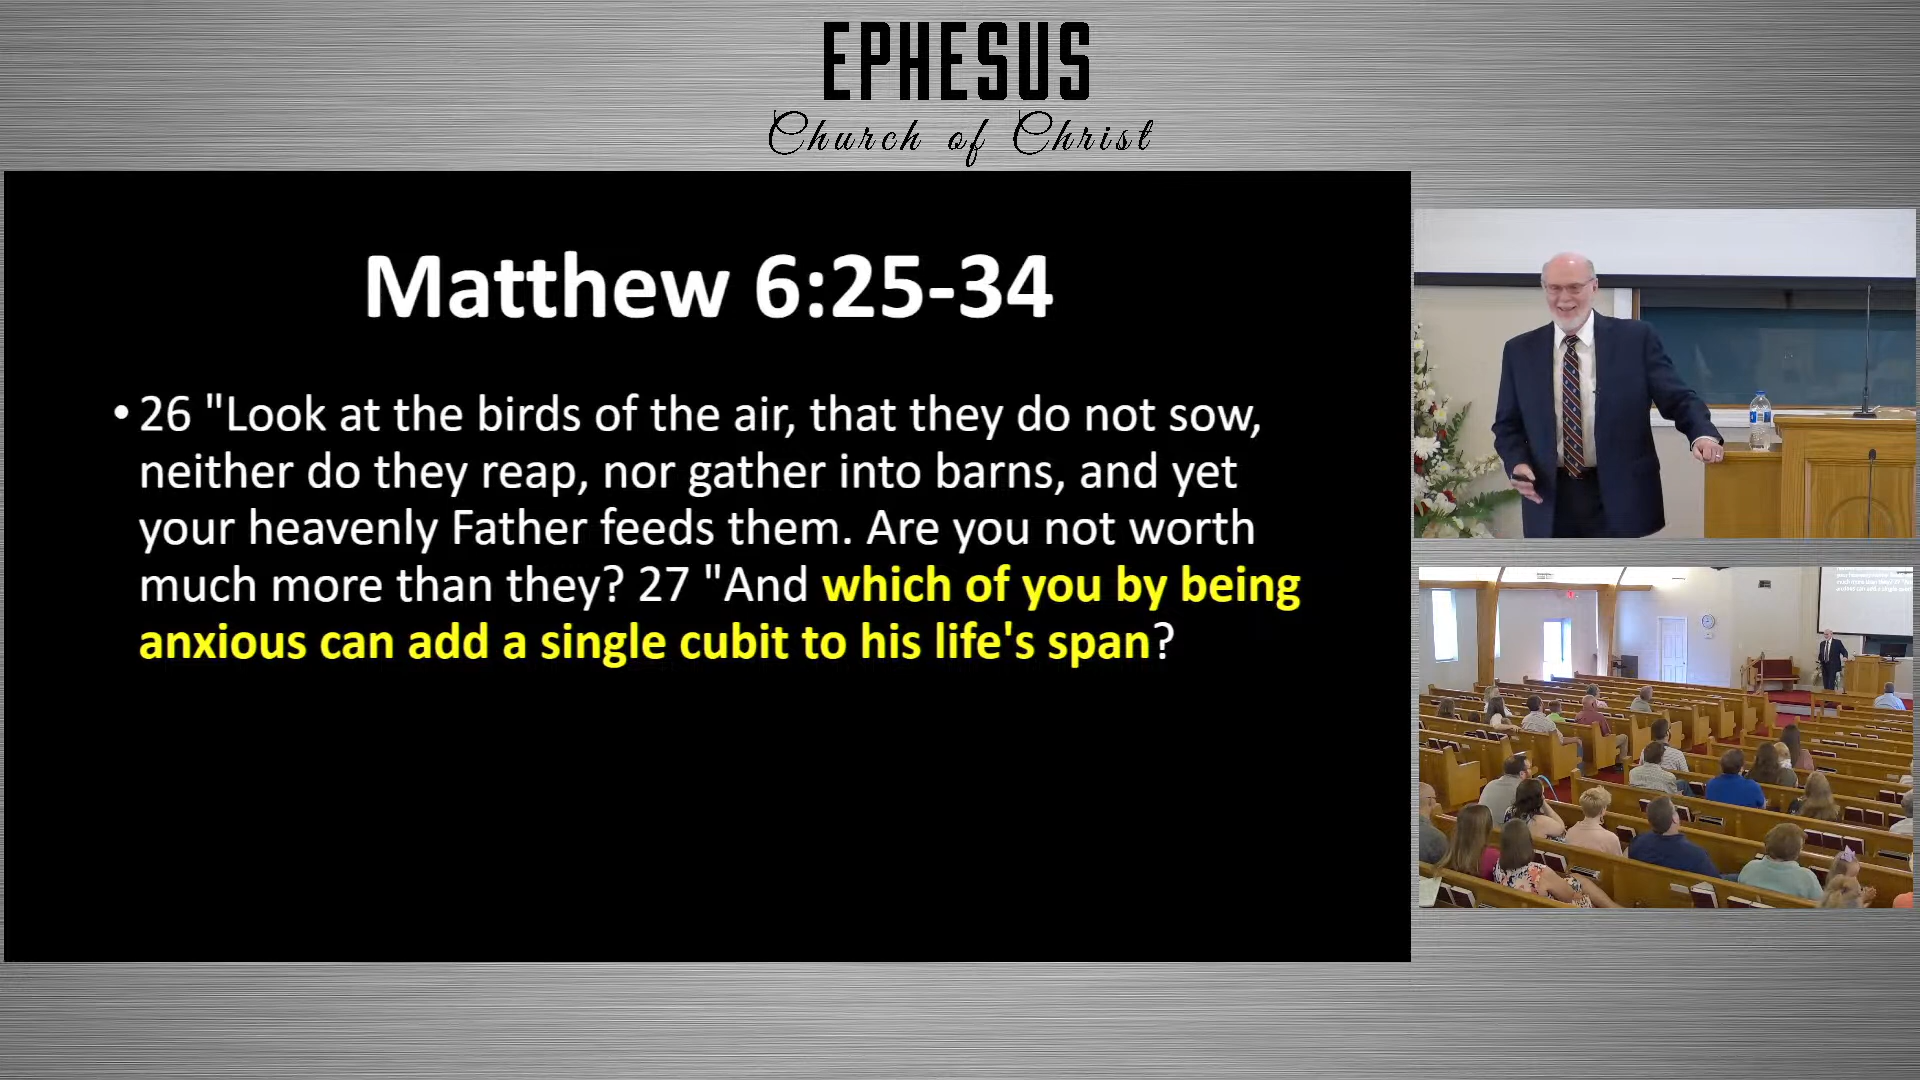 EPHESUS
Church of Christ
Matthew 6:25-34
• 26 "Look at the birds of the air, that they do not sow,
neither do they reap, nor gather into barns, and yet
your heavenly Father feeds them. Are you not worth
much more than they? 27 "And which of you by being
anxious can add a single cubit to his life's span?